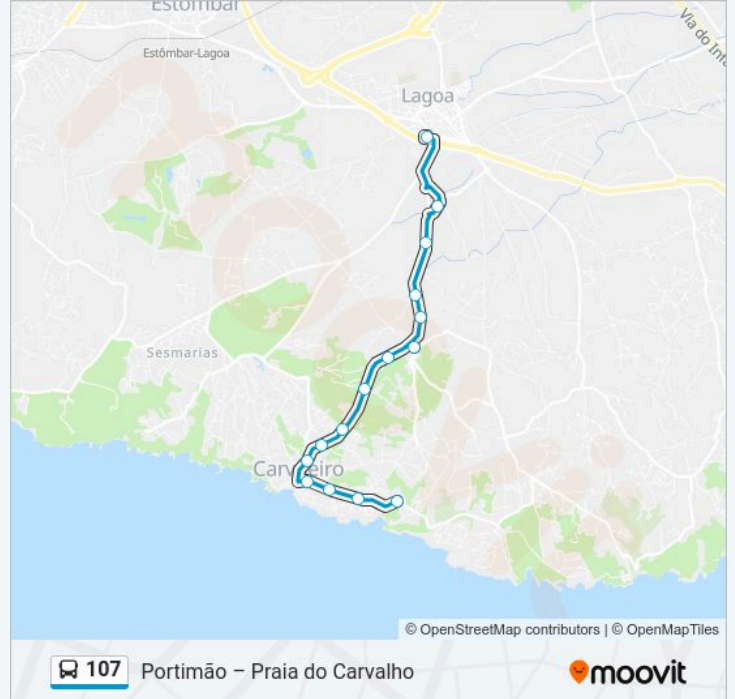 Estômbar
Via do Inf
Estômbar-Lagoa
Lagoa
Sesmarias
Carvoeiro
© OpenStreetMap contributors | © OpenMapTiles
107 Portimão – Praia do Carvalho
moovit